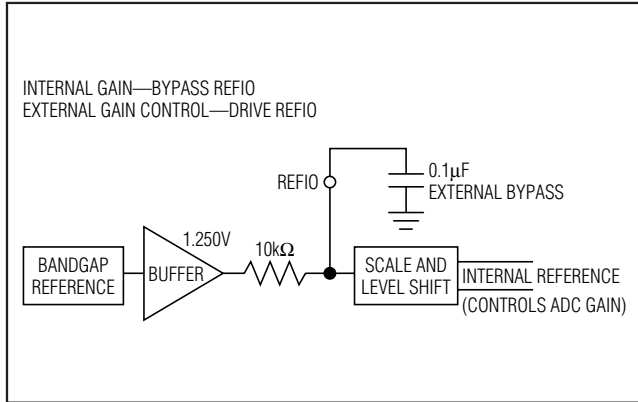 INTERNAL GAIN—BYPASS REFIO
EXTERNAL GAIN CONTROL—DRIVE REFIO
REFIO
0.1μF
EXTERNAL BYPASS
1.250V
10kΩ
BANDGAP
REFERENCE
BUFFER
SCALE AND
LEVEL SHIFT
INTERNAL REFERENCE
(CONTROLS ADC GAIN)